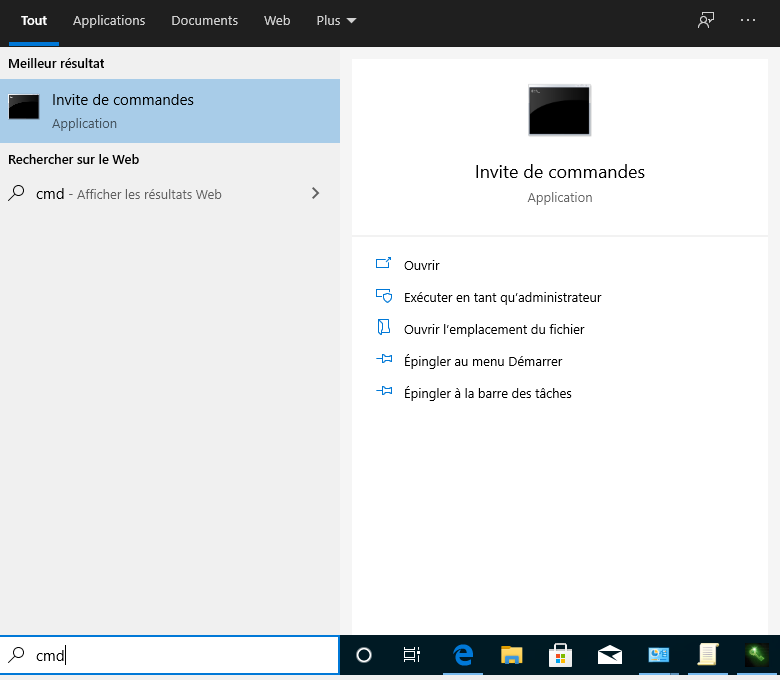 Tout Applications Documents Web Plus
Meilleur résultat
Invite de commandes
Application
Rechercher sur le Web
cmd - Afficher les résultats Web
Invite de commandes
Application
Ouvrir
Exécuter en tant qu’administrateur
Ouvrir l’emplacement du fichier
Épingler au menu Démarrer
Épingler à la barre des tâches
cmd